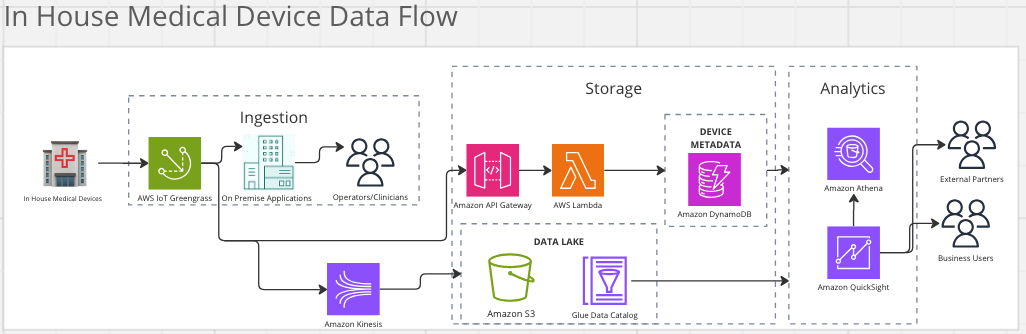 In House Medical Device Data Flow
Ingestion
In House Medical Devices
AWS IoT Greengrass
On Premise Applications
Operators/Clinicians
Amazon Kinesis
Storage
Amazon API Gateway
AWS Lambda
DEVICE
METADATA
Amazon DynamoDB
DATA LAKE
Amazon S3
Glue Data Catalog
Analytics
Amazon Athena
Amazon QuickSight
External Partners
Business Users